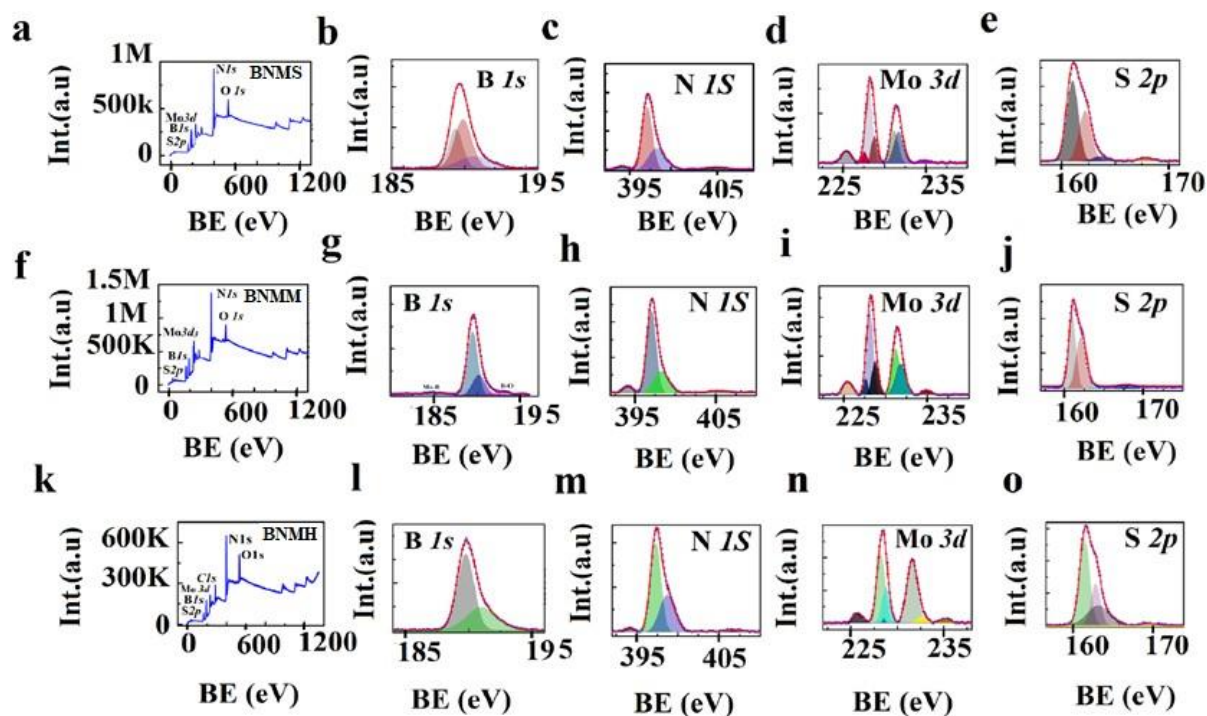 a
b
c
d
e
1M
500K
0
BNMS
N1s
O 1s
Mo3d
B1s
S2p
Int.(a.u)
0 600 1200
BE (eV)
B 1s
Int.(a.u)
185 195
BE (eV)
N 1S
Int.(a.u)
395 405
BE (eV)
Mo 3d
Int.(a.u)
225 235
BE (eV)
S 2p
Int.(a.u)
160 170
BE (eV)
f
g
h
i
j
1.5M
1M
500K
0
BNMM
N1s
O 1s
Mo3ds
B1s
S2p
Int.(a.u)
0 600 1200
BE (eV)
B 1s
Int.(a.u)
185 195
BE (eV)
N 1S
Int.(a.u)
395 405
BE (eV)
Mo 3d
Int.(a.u)
225 235
BE (eV)
S 2p
Int.(a.u)
160 170
BE (eV)
k
l
m
n
o
600K
300K
0
BNMH
N1s
O1s
C1s
Mo 3d
B1s
S2p
Int.(a.u)
0 600 1200
BE (eV)
B 1s
Int.(a.u)
185 195
BE (eV)
N 1S
Int.(a.u)
395 405
BE (eV)
Mo 3d
Int.(a.u)
225 235
BE (eV)
S 2p
Int.(a.u)
160 170
BE (eV)